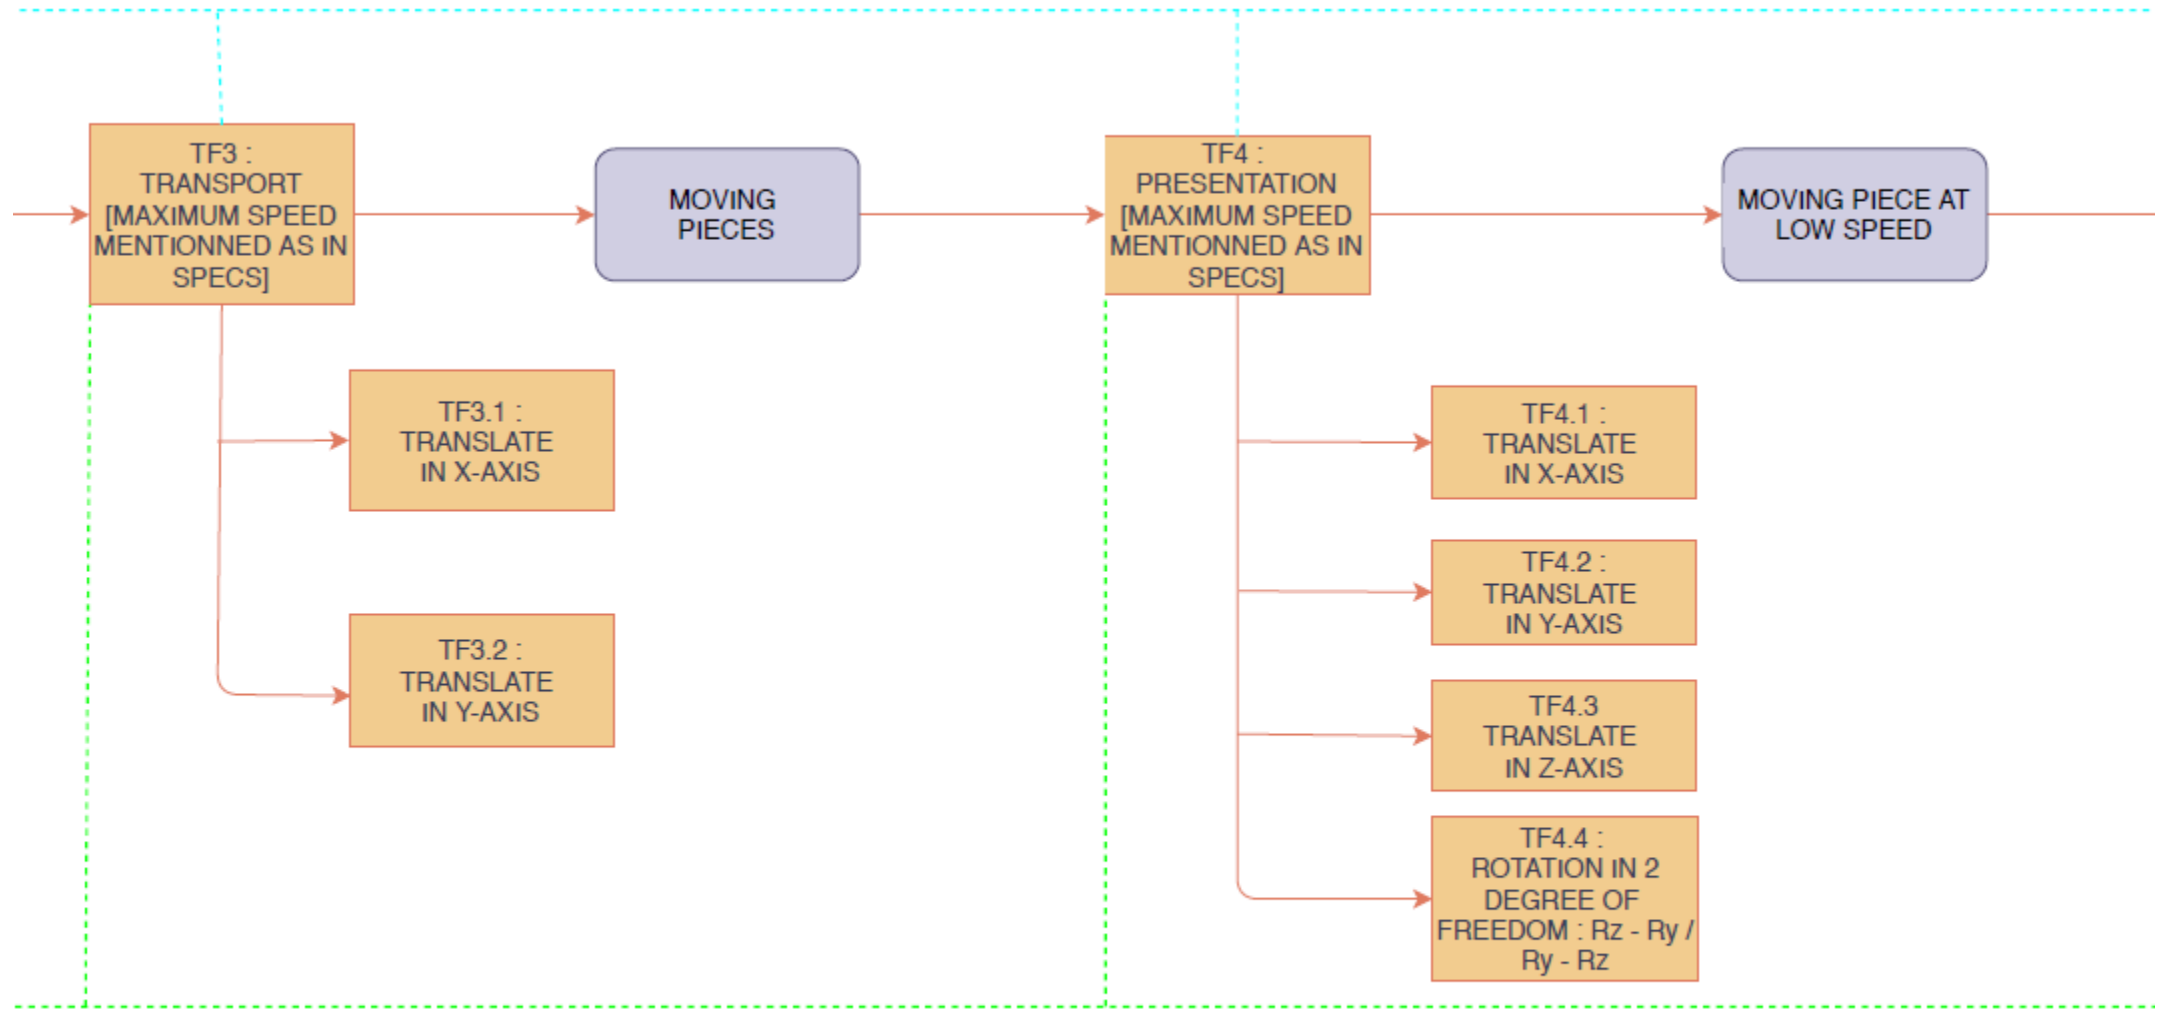 TF3 :
TRANSPORT
[MAXIMUM SPEED
MENTIONNED AS IN
SPECS]
MOVING
PIECES
TF4 :
PRESENTATION
[MAXIMUM SPEED
MENTIONNED AS IN
SPECS]
MOVING PIECE AT
LOW SPEED
TF3.1 :
TRANSLATE
IN X-AXIS
TF3.2 :
TRANSLATE
IN Y-AXIS
TF4.1 :
TRANSLATE
IN X-AXIS
TF4.2 :
TRANSLATE
IN Y-AXIS
TF4.3
TRANSLATE
IN Z-AXIS
TF4.4 :
ROTATION IN 2
DEGREE OF
FREEDOM : Rz - Ry /
Ry - Rz